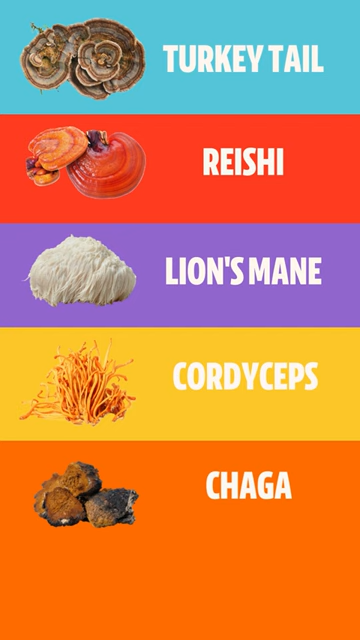 TURKEY TAIL
REISHI
LION'S MANE
CORDYCEPS
CHAGA